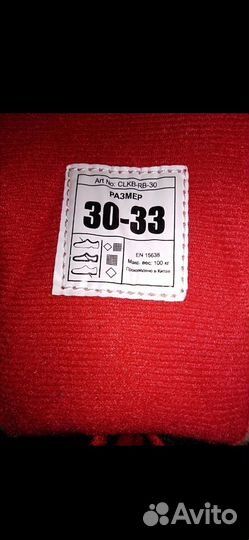 Art No: CLKB-RB-30
РАЗМЕР
30-33
EN 15638
Макс. вес: 100 кг
Произведено в Китае
Avito